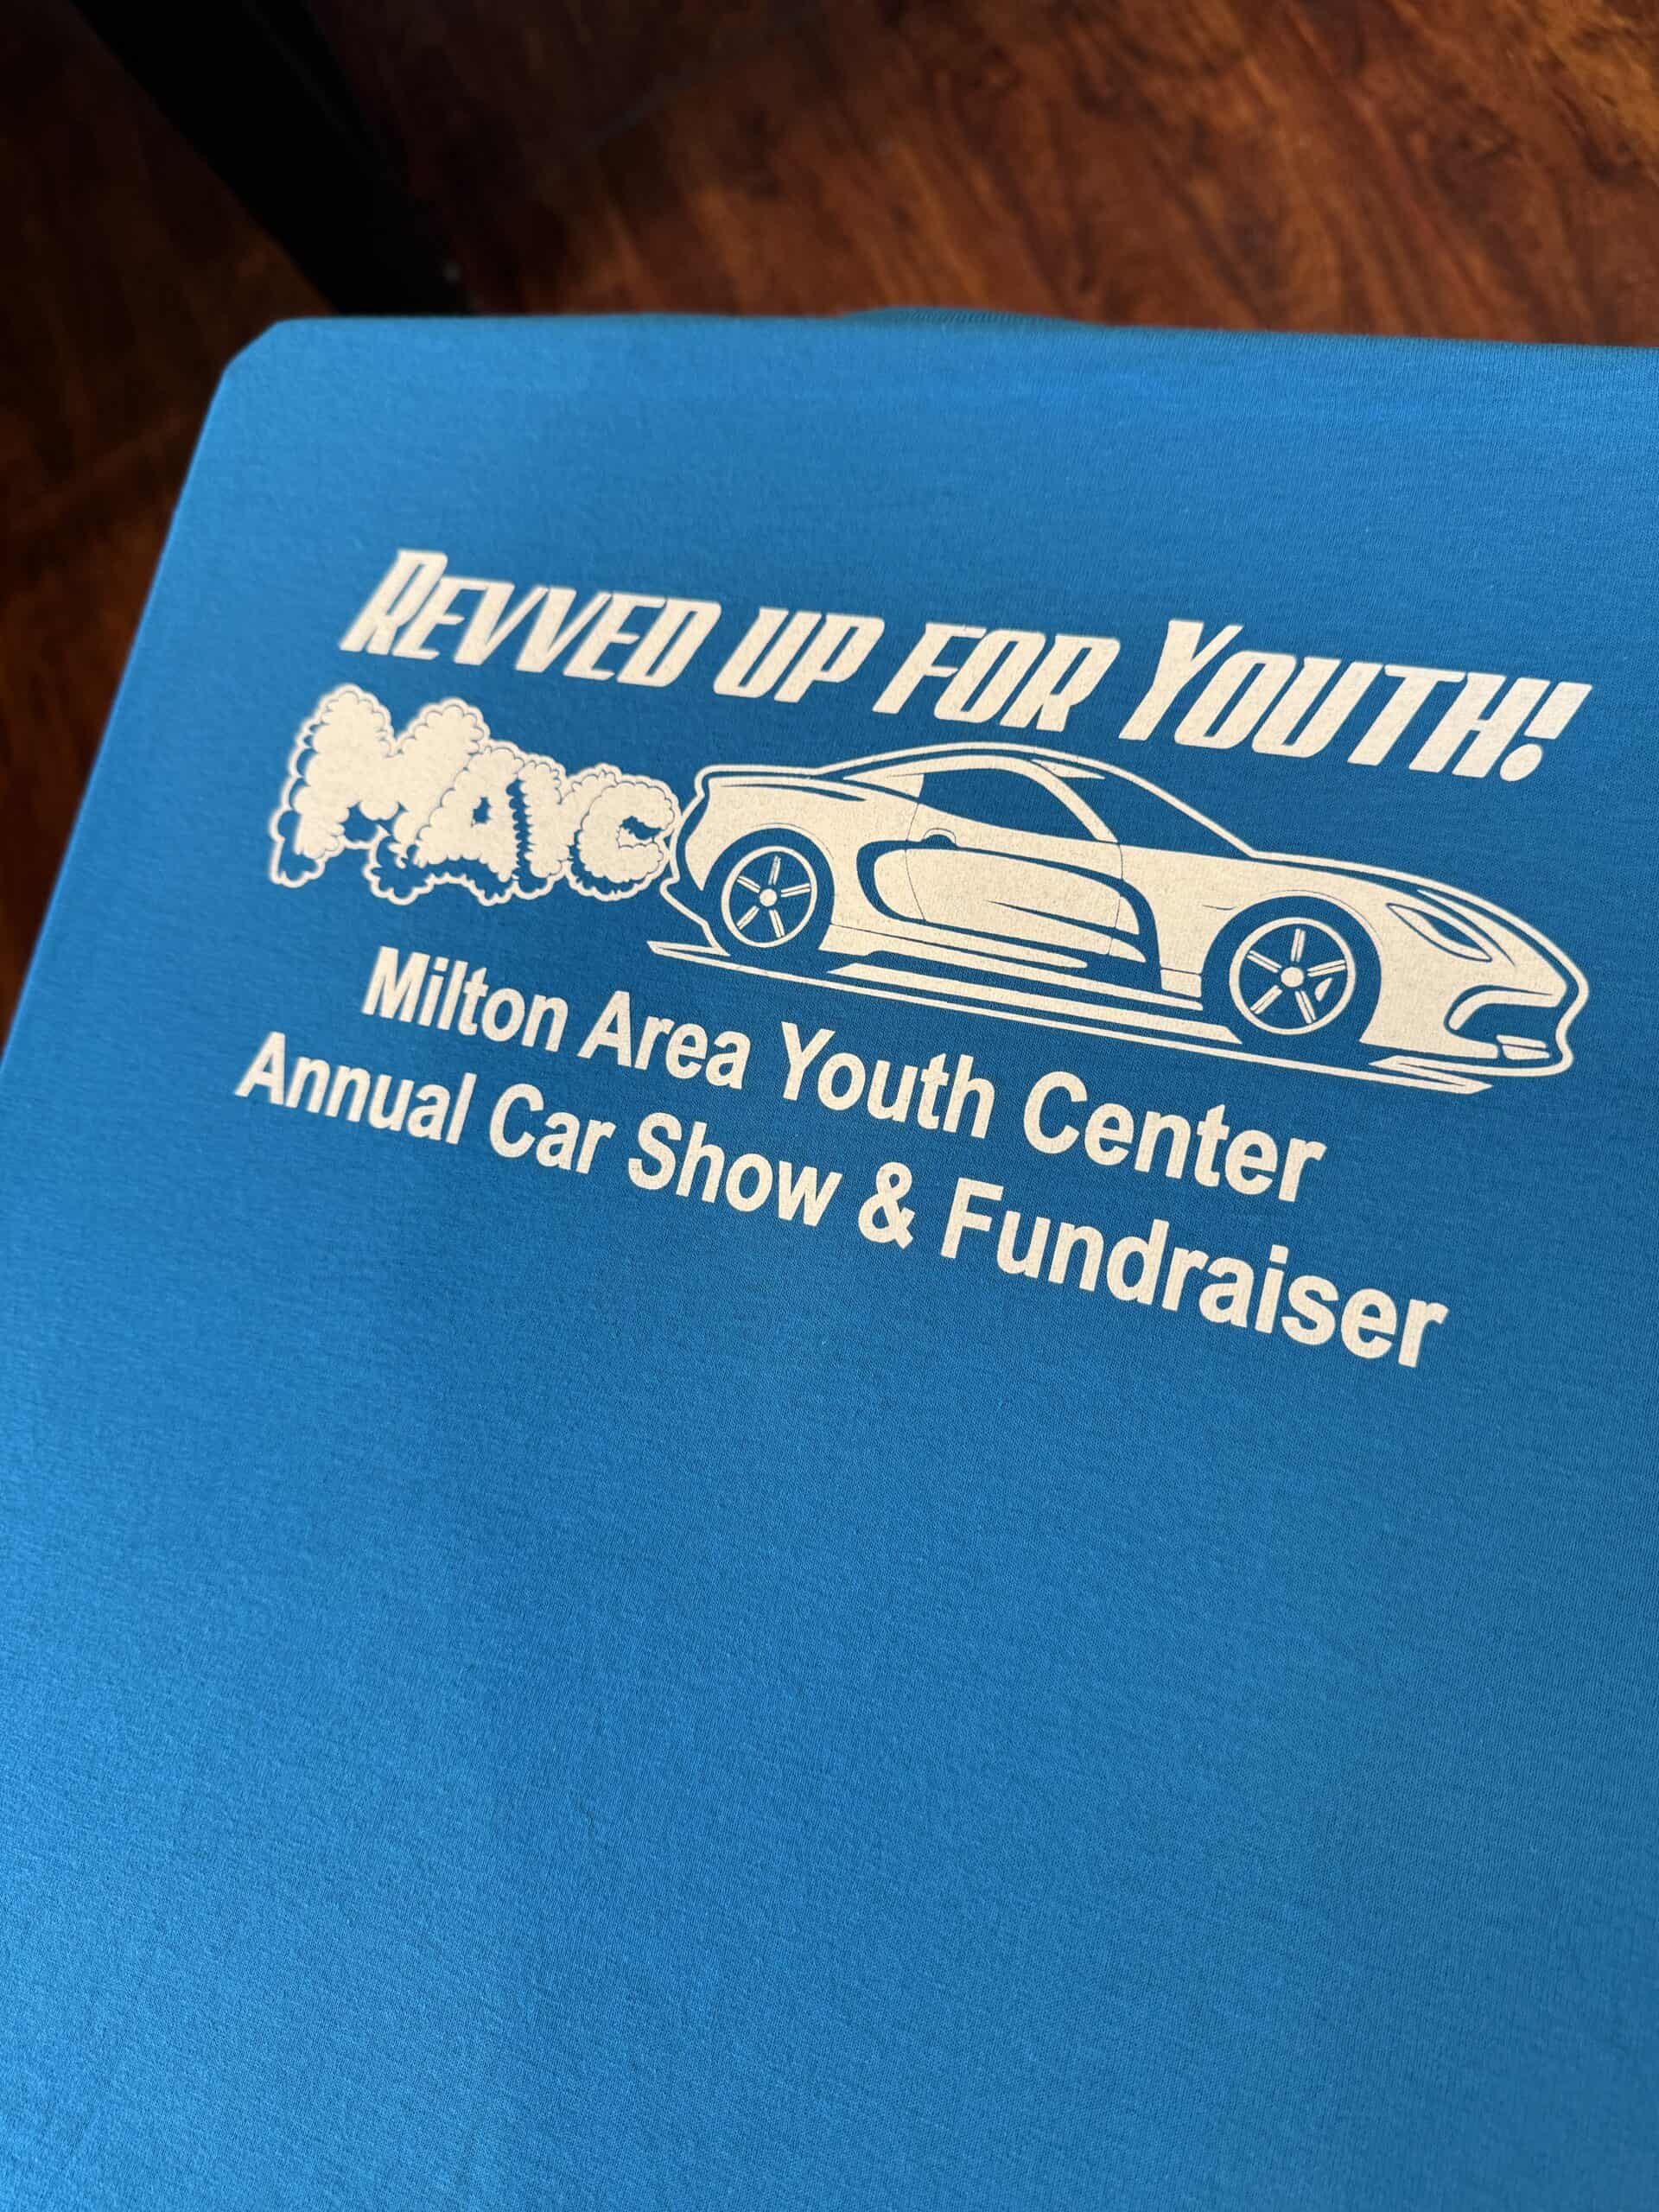 Revved up for Youth!
MAYC
Milton Area Youth Center
Annual Car Show & Fundraiser